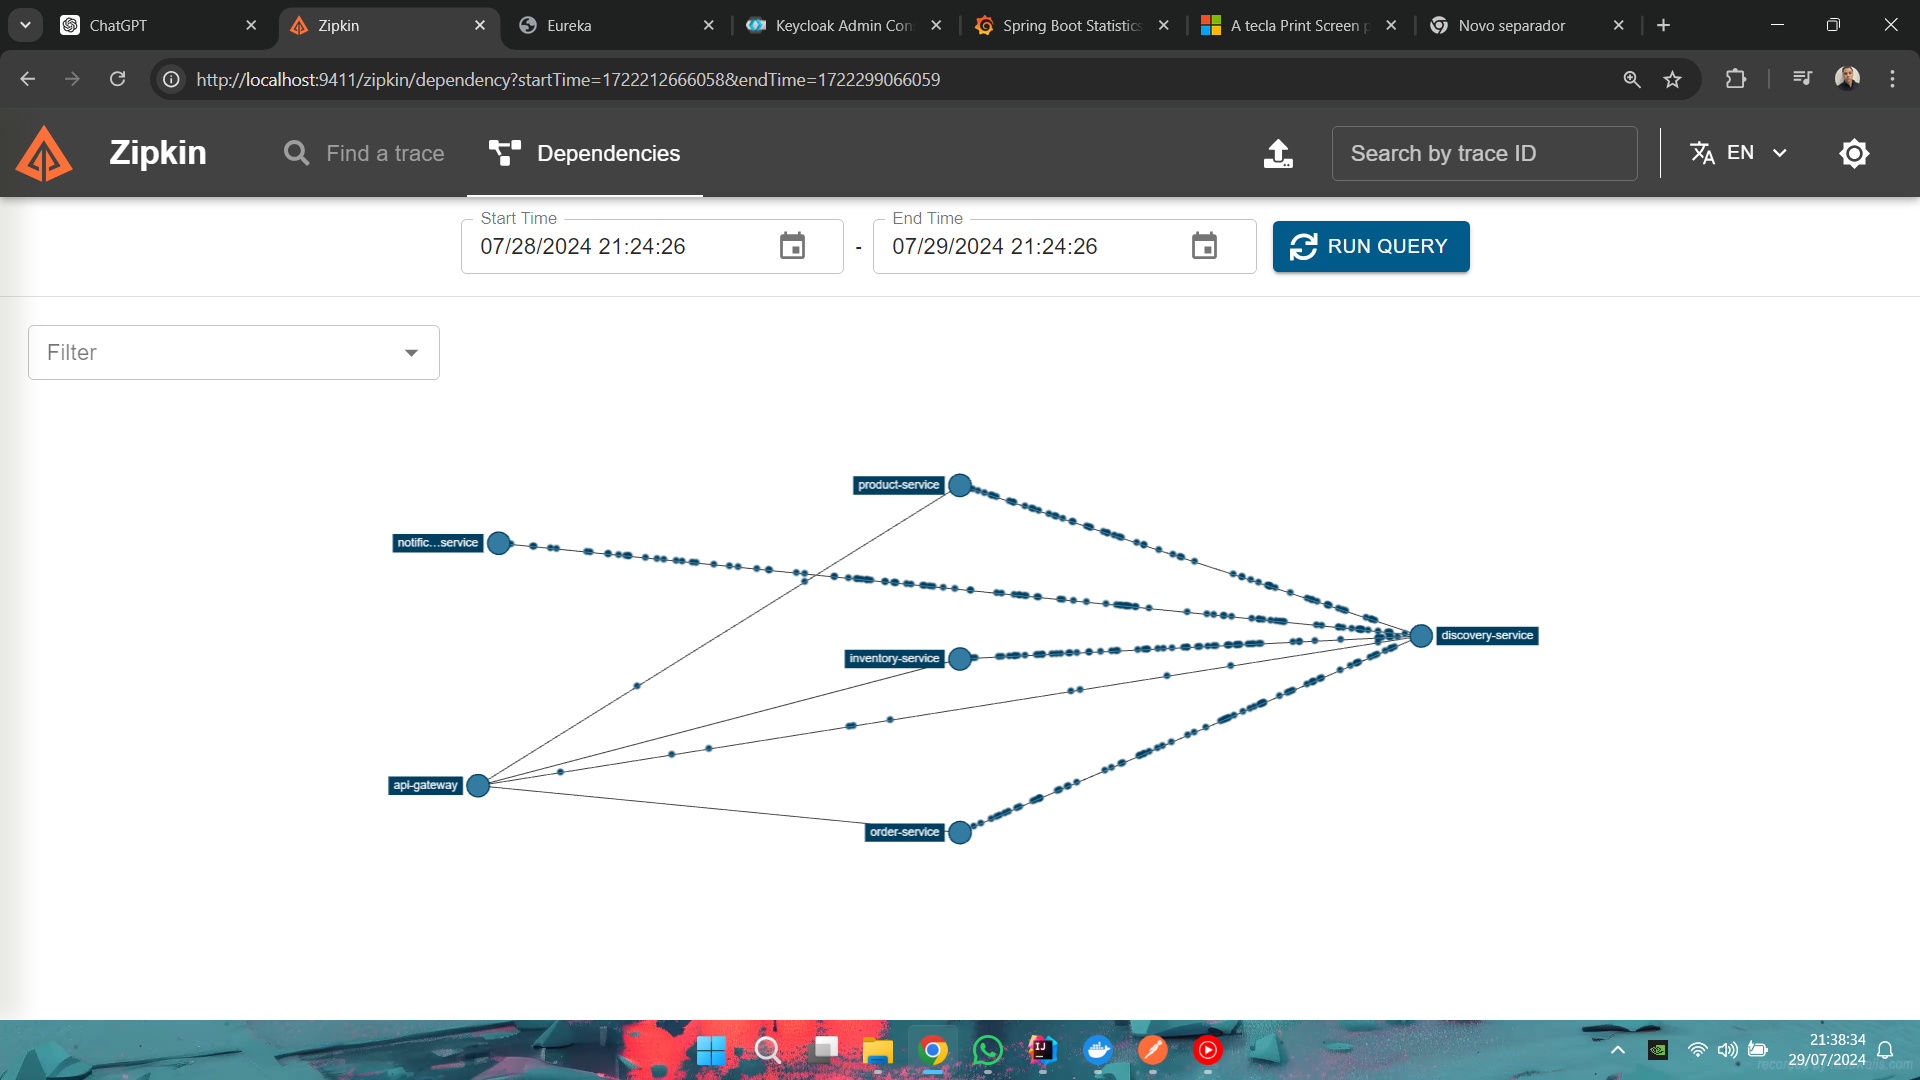 ChatGPT
Zipkin
Eureka
Keycloak Admin Con
Spring Boot Statistics
A tecla Print Screen p
Novo separador
http://localhost:9411/zipkin/dependency?startTime=1722212666058&endTime=1722299066059
Zipkin
Find a trace
Dependencies
Search by trace ID
EN
Start Time
07/28/2024 21:24:26
-
End Time
07/29/2024 21:24:26
RUN QUERY
Filter
product-service
notific...service
discovery-service
inventory-service
api-gateway
order-service
IJ
21:38:34
29/07/2024